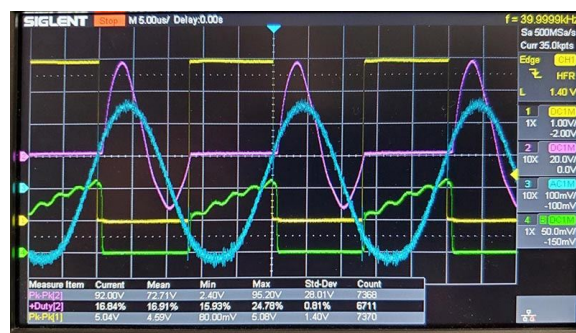 SIGLENT Stop M 5.00us/ Delay:0.00s f = 39.9999kHz
Sa 500MSa/s
Curr 35.0kpts
Edge CH1
HFR
L 1.40 V
1 DC1M
1X 1.00V/
-2.00V
2 DC1M
10X 20.0V/
0.0V
3 AC1M
10X 100mV/
-100mV
4 B DC1M
1X 50.0mV/
-150mV
Measure Item Current Mean Min Max Std-Dev Count
Pk-Pk[2] 92.00V 72.71V 2.40V 95.20V 28.01V 7368
+Duty[2] 16.84% 16.91% 15.93% 24.78% 0.81% 6711
Pk-Pk[1] 5.04V 4.59V 80.00mV 5.08V 1.40V 7370